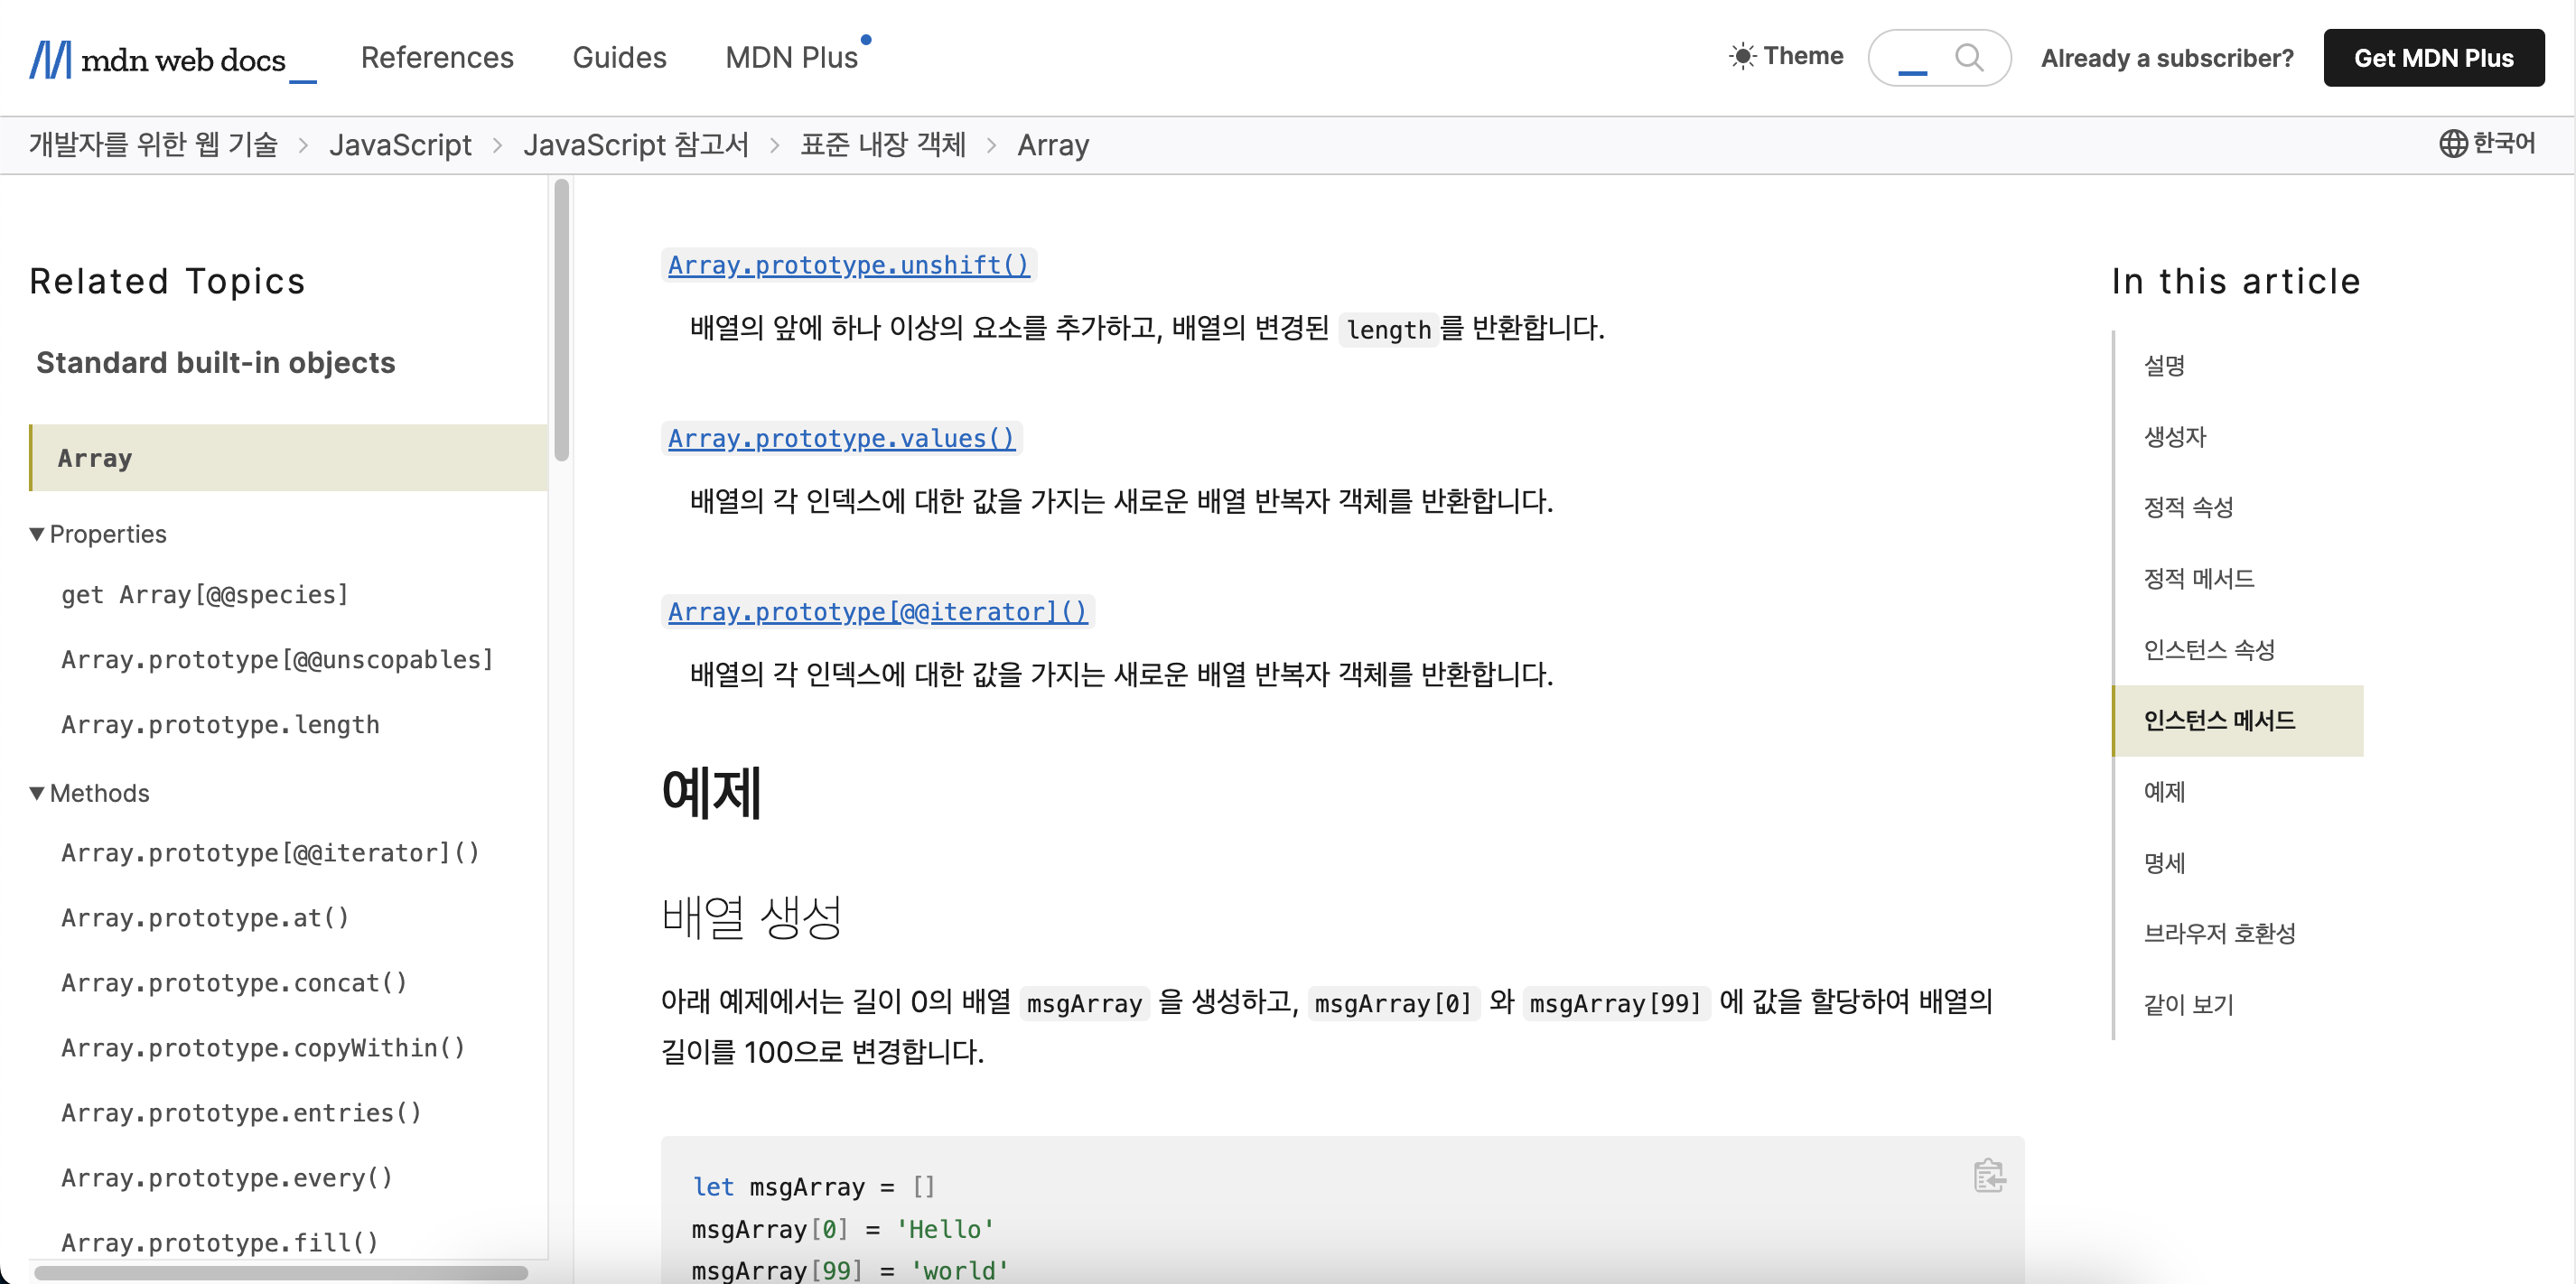 mdn web docs_
References
Guides
MDN Plus
Theme
Already a subscriber?
Get MDN Plus
개발자를 위한 웹 기술 > JavaScript > JavaScript 참고서 > 표준 내장 객체 > Array
한국어
Related Topics
Standard built-in objects
Array
▼ Properties
get Array[@@species]
Array.prototype[@@unscopables]
Array.prototype.length
▼ Methods
Array.prototype[@@iterator]()
Array.prototype.at()
Array.prototype.concat()
Array.prototype.copyWithin()
Array.prototype.entries()
Array.prototype.every()
Array.prototype.fill()
Array.prototype.unshift()
배열의 앞에 하나 이상의 요소를 추가하고, 배열의 변경된 length를 반환합니다.
Array.prototype.values()
배열의 각 인덱스에 대한 값을 가지는 새로운 배열 반복자 객체를 반환합니다.
Array.prototype[@@iterator]()
배열의 각 인덱스에 대한 값을 가지는 새로운 배열 반복자 객체를 반환합니다.
예제
배열 생성
아래 예제에서는 길이 0의 배열 msgArray 을 생성하고, msgArray[0] 와 msgArray[99] 에 값을 할당하여 배열의
길이를 100으로 변경합니다.
let msgArray = []
msgArray[0] = 'Hello'
msgArray[99] = 'world'
In this article
설명
생성자
정적 속성
정적 메서드
인스턴스 속성
인스턴스 메서드
예제
명세
브라우저 호환성
같이 보기